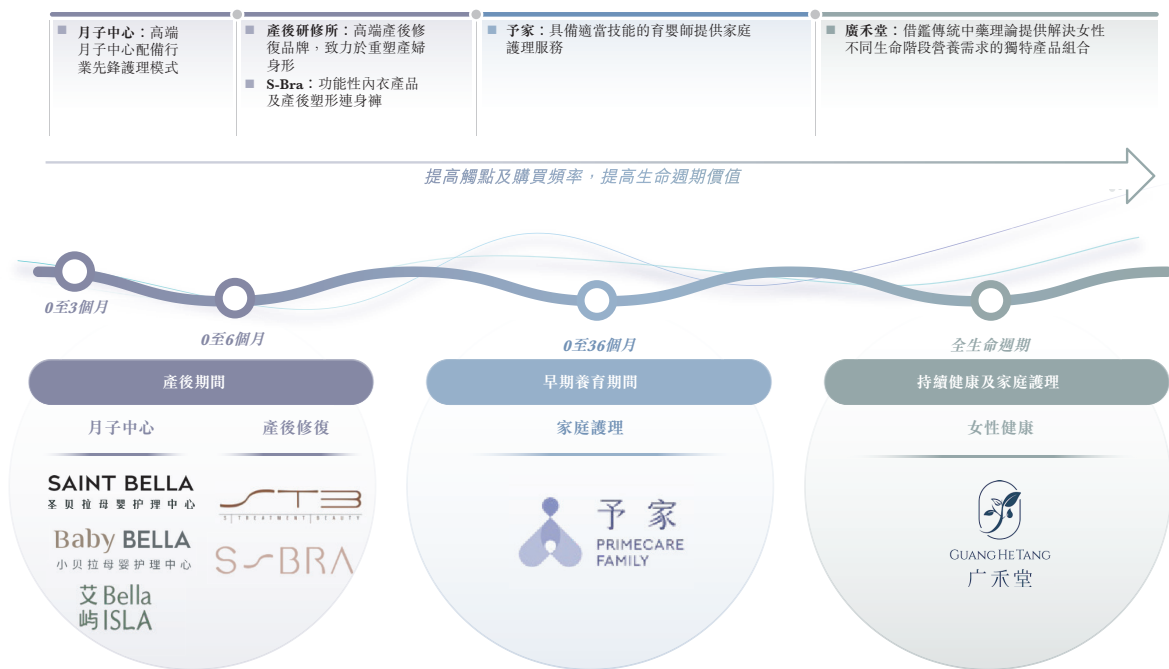 月子中心：高端
月子中心配備行
業先鋒護理模式
產後研修所：高端產後修
復品牌，致力於重塑產婦
身形
S-Bra：功能性內衣產品
及產後塑形連身褲
予家：具備適當技能的育嬰師提供家庭
護理服務
廣禾堂：借鑑傳統中藥理論提供解決女性
不同生命階段營養需求的獨特產品組合
提高觸點及購買頻率，提高生命週期價值
0至3個月
0至6個月
0至36個月
全生命週期
產後期間
早期養育期間
持續健康及家庭護理
月子中心
產後修復
家庭護理
女性健康
SAINT BELLA
圣贝拉母婴护理中心
Baby BELLA
小贝拉母婴护理中心
艾 Bella
屿 ISLA
STB
S|TREATMENT|BEAUTY
S-BRA
予家
PRIMECARE
FAMILY
GUANG HE TANG
广禾堂